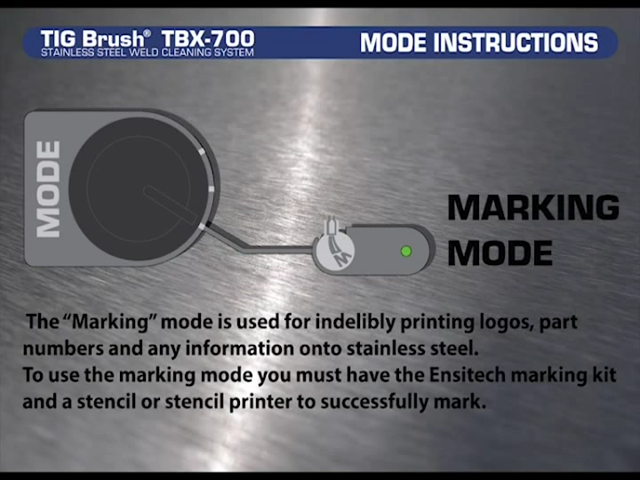 TIG Brush® TBX-700
STAINLESS STEEL WELD CLEANING SYSTEM
MODE INSTRUCTIONS
MODE
M
MARKING
MODE
The “Marking” mode is used for indelibly printing logos, part
numbers and any information onto stainless steel.
To use the marking mode you must have the Ensitech marking kit
and a stencil or stencil printer to successfully mark.